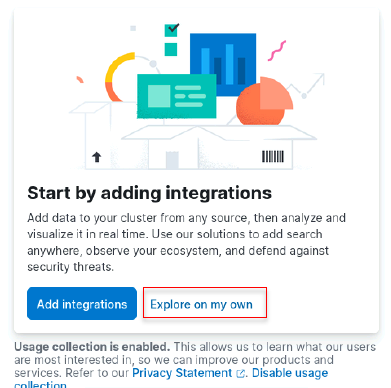 Start by adding integrations
Add data to your cluster from any source, then analyze and
visualize it in real time. Use our solutions to add search
anywhere, observe your ecosystem, and defend against
security threats.
Add integrations Explore on my own
Usage collection is enabled. This allows us to learn what our users
are most interested in, so we can improve our products and
services. Refer to our Privacy Statement. Disable usage
collection